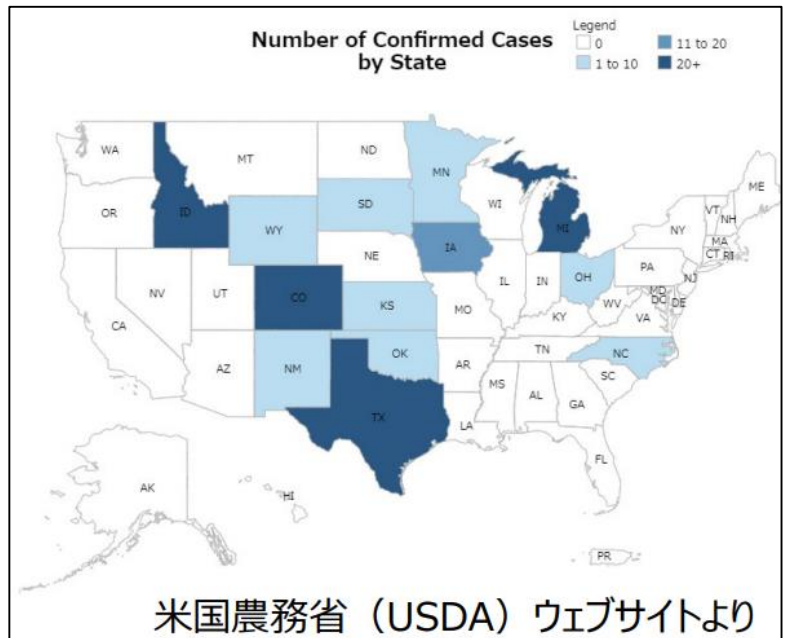 Number of Confirmed Cases
by State
Legend
0
11 to 20
1 to 10
20+
WA
MT
ND
MN
ME
OR
ID
SD
WI
MI
VT
NH
NY
WY
MA
CT
RI
IA
NE
PA
NJ
NV
UT
CO
IL
IN
OH
MD
DC
DE
WV
VA
CA
KS
MO
KY
AZ
NM
OK
AR
TN
NC
SC
TX
LA
MS
AL
GA
FL
AK
HI
PR
米国農務省（USDA）ウェブサイトより